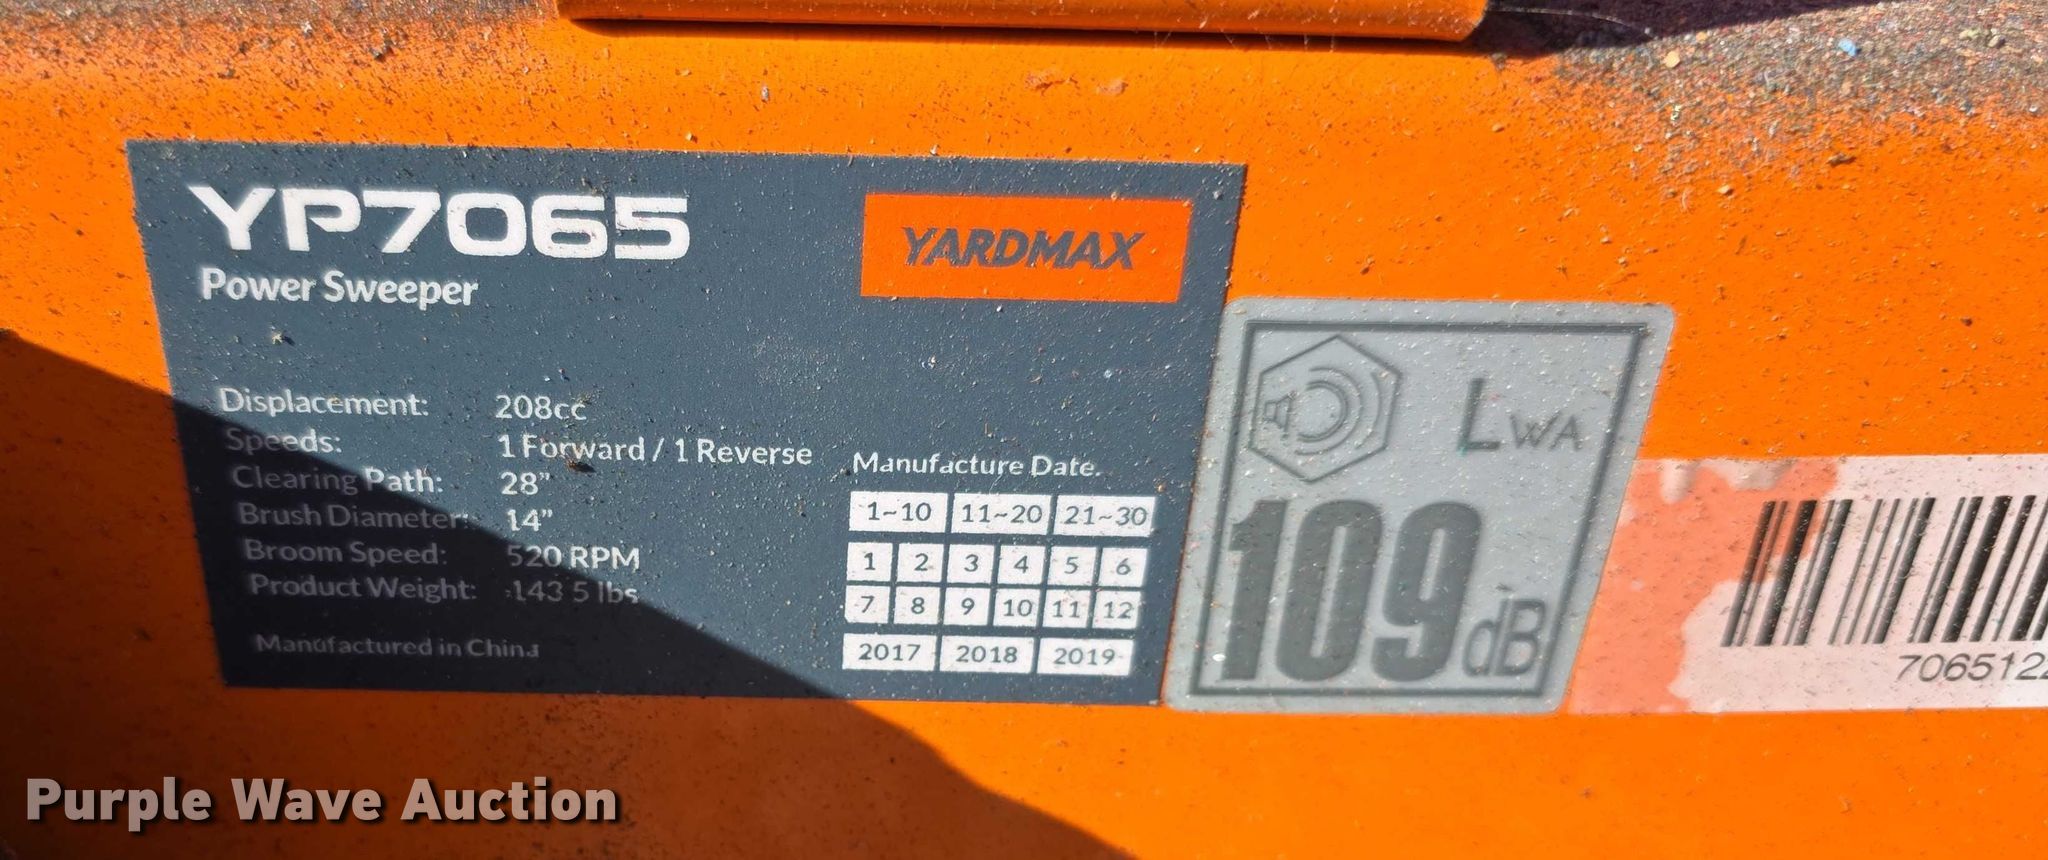 YP7065
Power Sweeper
YARDMAX
Displacement: 208cc
Speeds: 1 Forward / 1 Reverse
Clearing Path: 28"
Brush Diameter: 14"
Broom Speed: 520 RPM
Product Weight: 143.5 lbs
Manufactured in China
Manufacture Date.
1~10 11~20 21~30
1 2 3 4 5 6
7 8 9 10 11 12
2017 2018 2019
LWA
109 dB
Purple Wave Auction